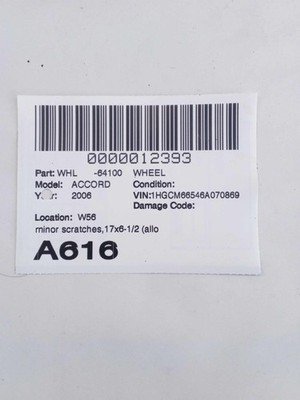 0000012393
Part: WHL -64100 WHEEL
Model: ACCORD Condition:
Year: 2006 VIN:1HGCM66546A070869
Damage Code:
Location: W56
minor scratches,17x6-1/2 (allo
A616